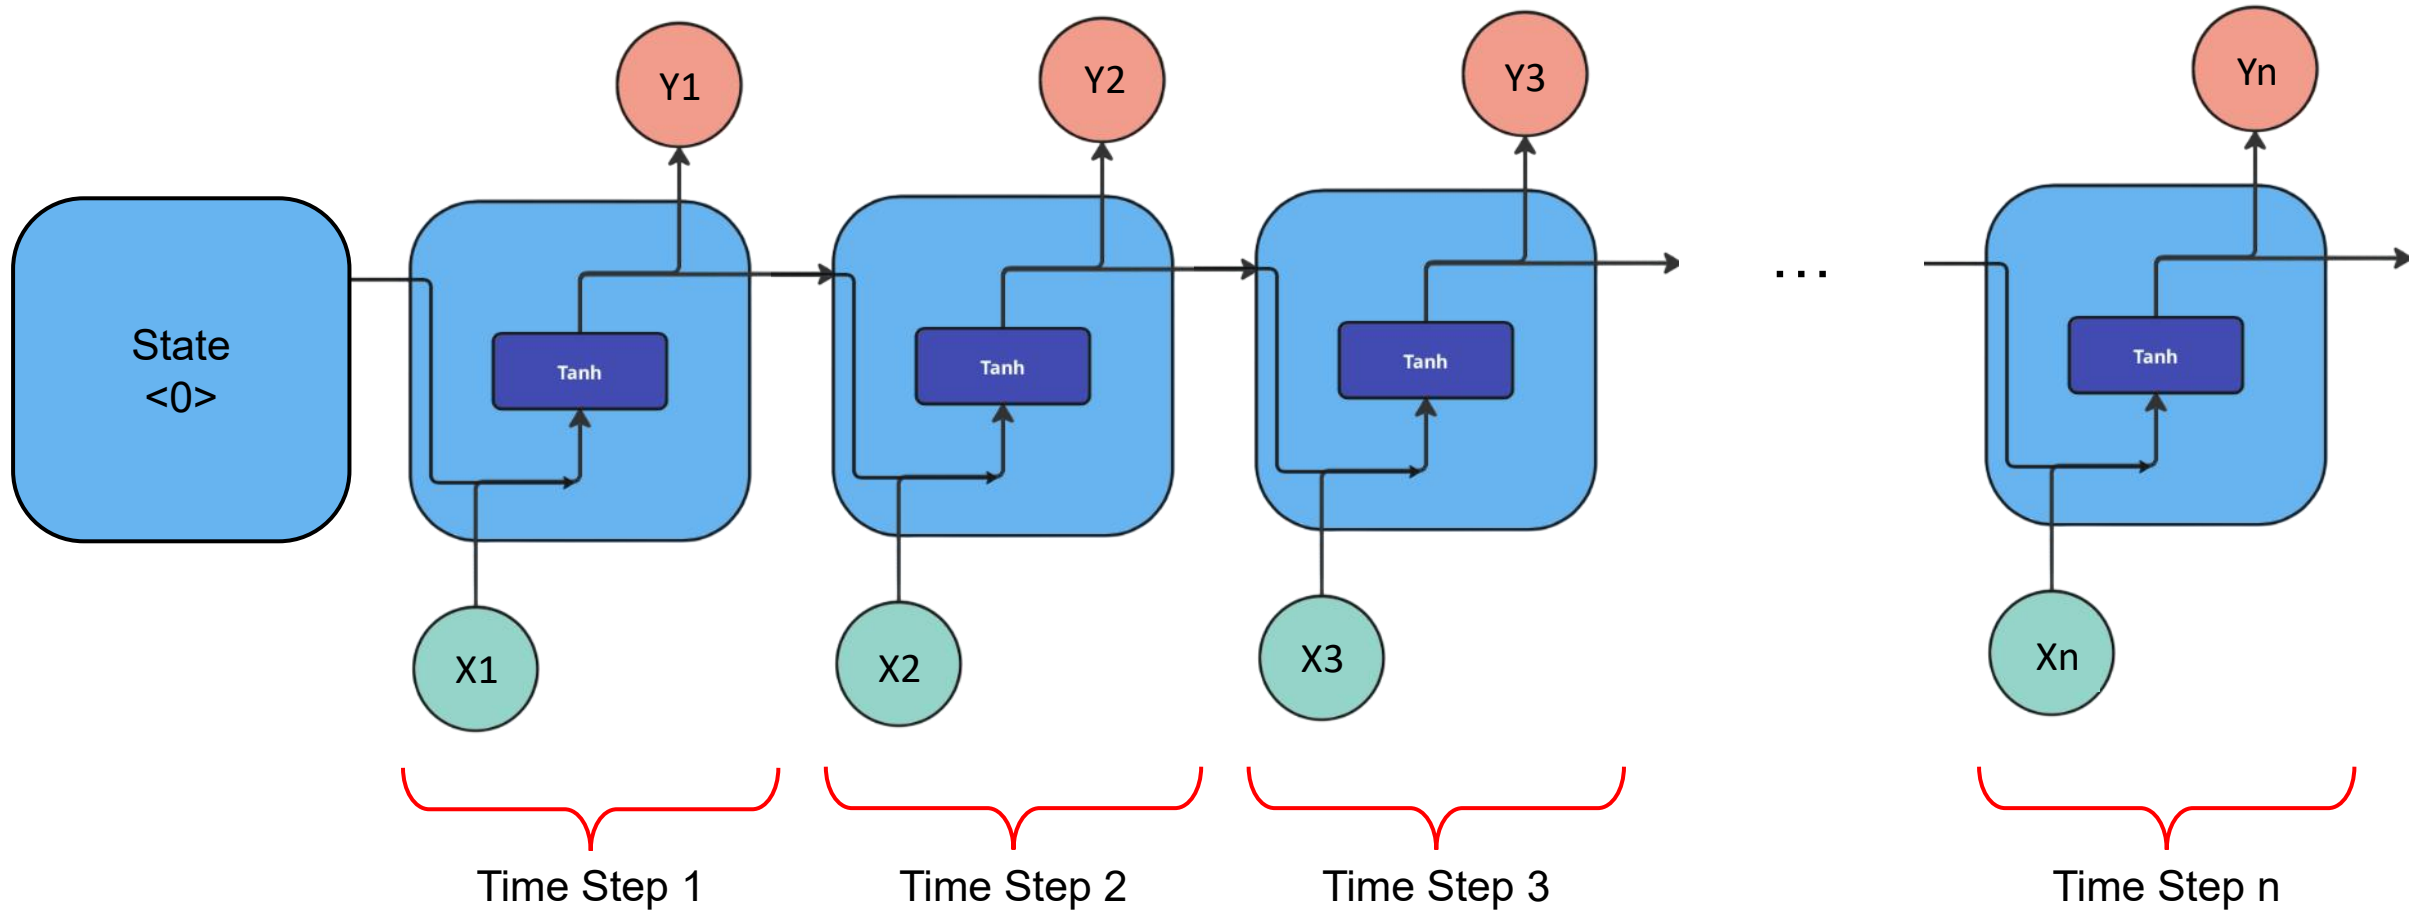 Y1
Y2
Y3
Yn
State
<0>
Tanh
Tanh
Tanh
...
Tanh
X1
X2
X3
Xn
Time Step 1
Time Step 2
Time Step 3
Time Step n